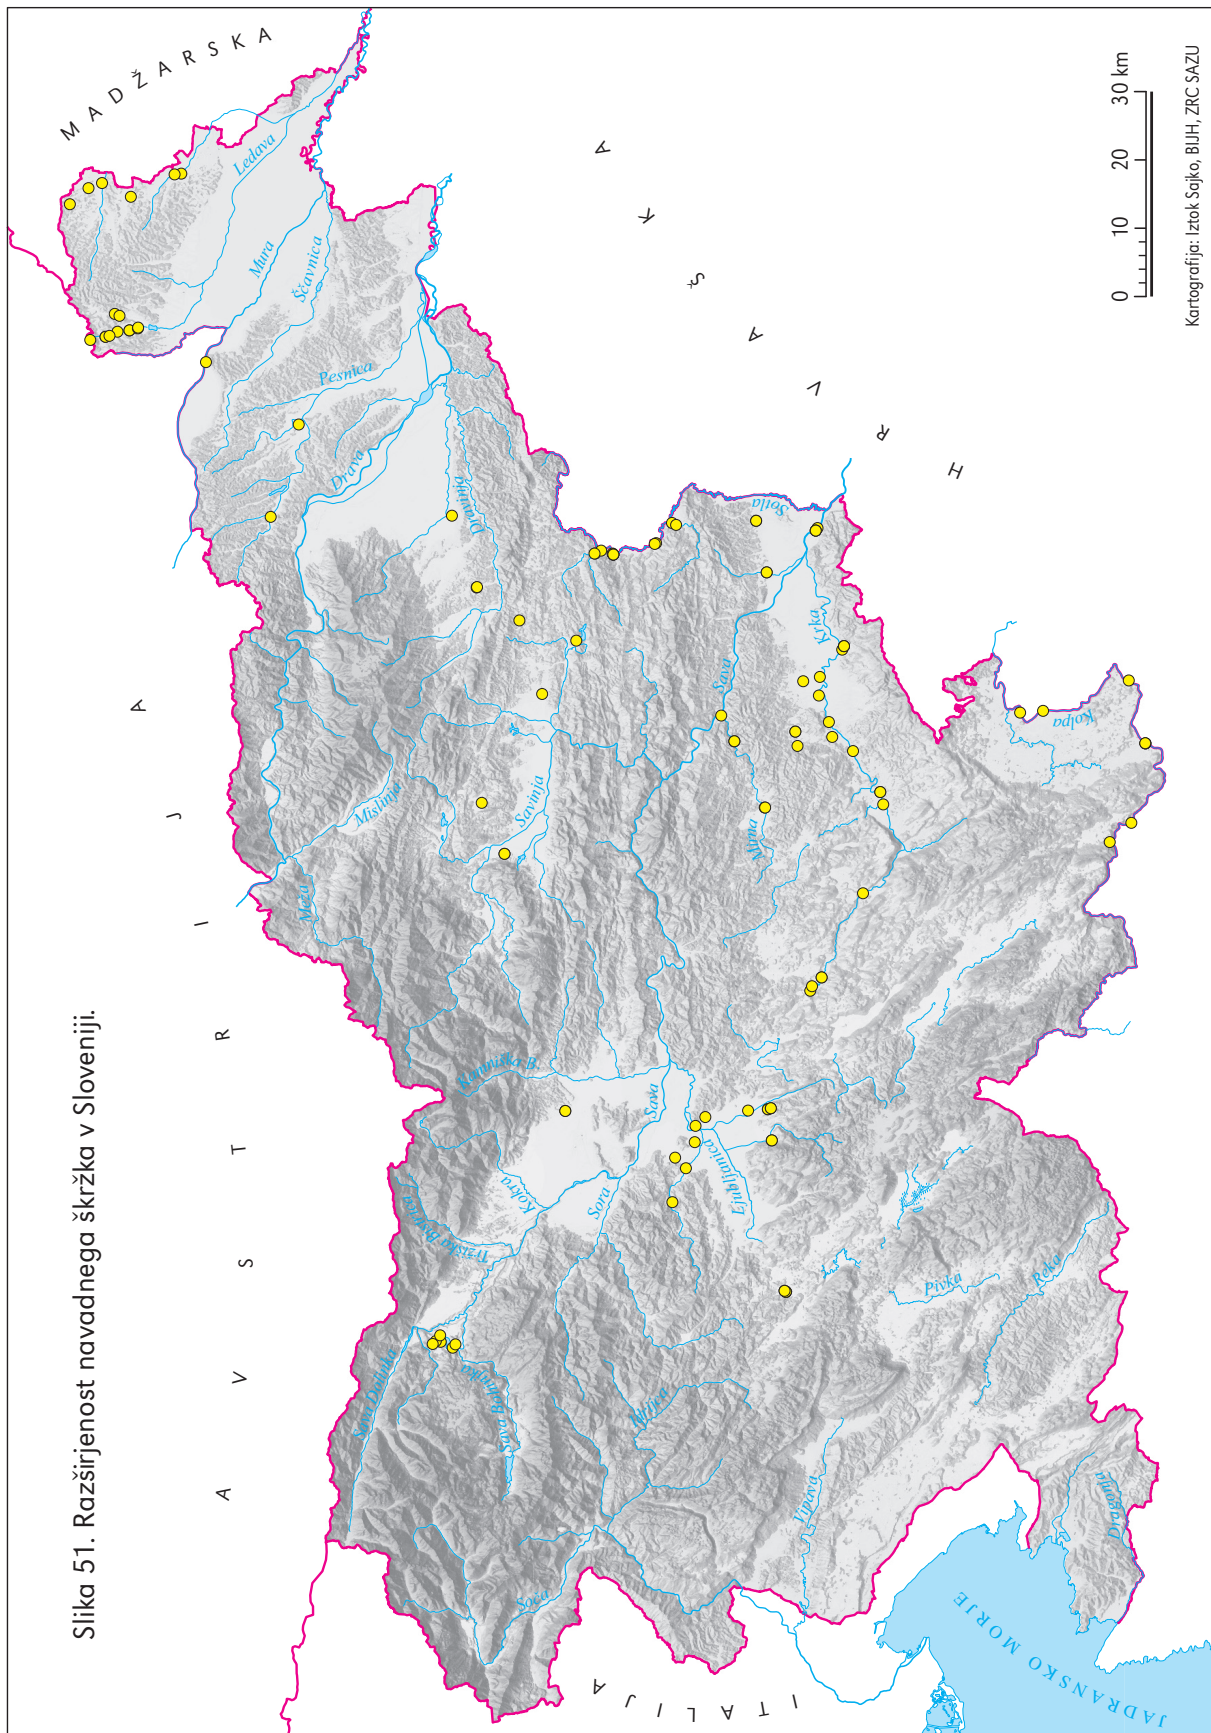 Slika 51. Razširjenost navadnega škržka v Sloveniji.
AVSTRIJA
MADŽARSKA
HRVAŠKA
ITALIJA
JADRANSKO MORJE
Ledava
Mura
Ščavnica
Pesnica
Drava
Dravinja
Sotla
Mislinja
Meža
Savinja
Sava
Krka
Mirna
Kolpa
Kamniška B.
Kokra
Tržiška Bistrica
Sora
Sava
Ljubljanica
Sava Dolinka
Sava Bohinjka
Idrijca
Soča
Vipava
Pivka
Reka
Dragonja
0 10 20 30 km
Kartografija: Iztok Sajko, BIJH, ZRC SAZU